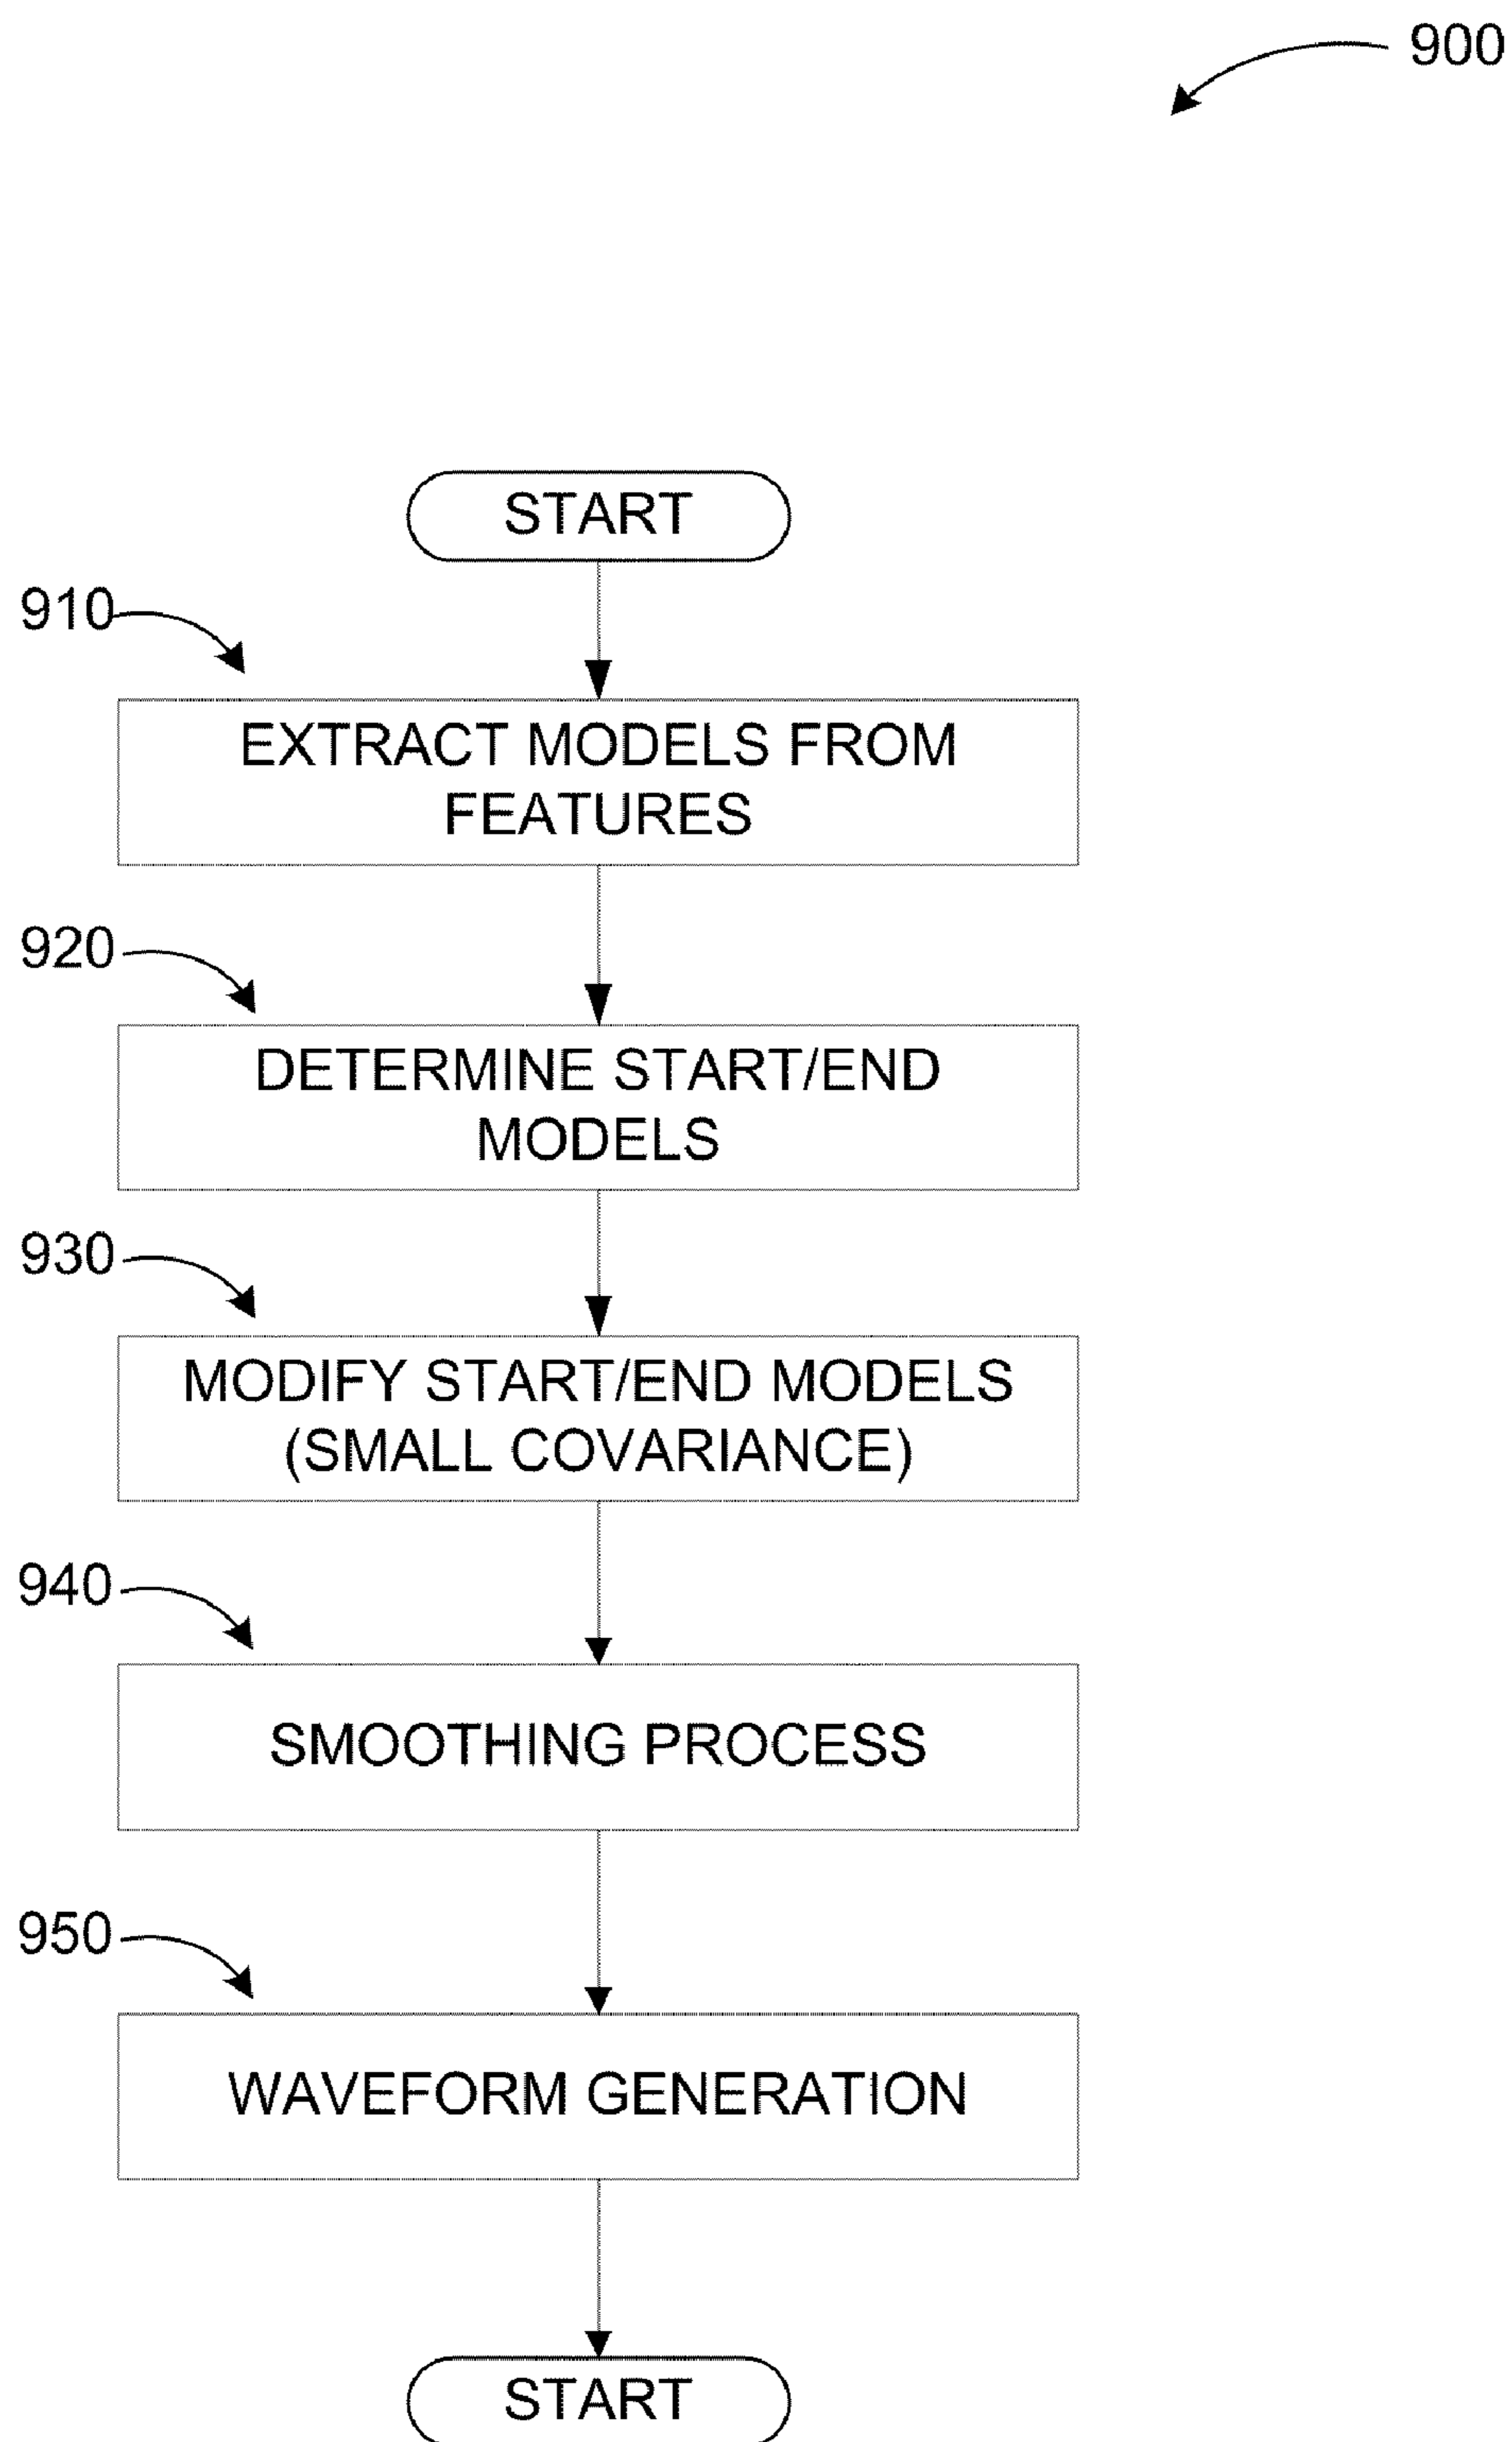 900
START
910
EXTRACT MODELS FROM
FEATURES
920
DETERMINE START/END
MODELS
930
MODIFY START/END MODELS
(SMALL COVARIANCE)
940
SMOOTHING PROCESS
950
WAVEFORM GENERATION
START